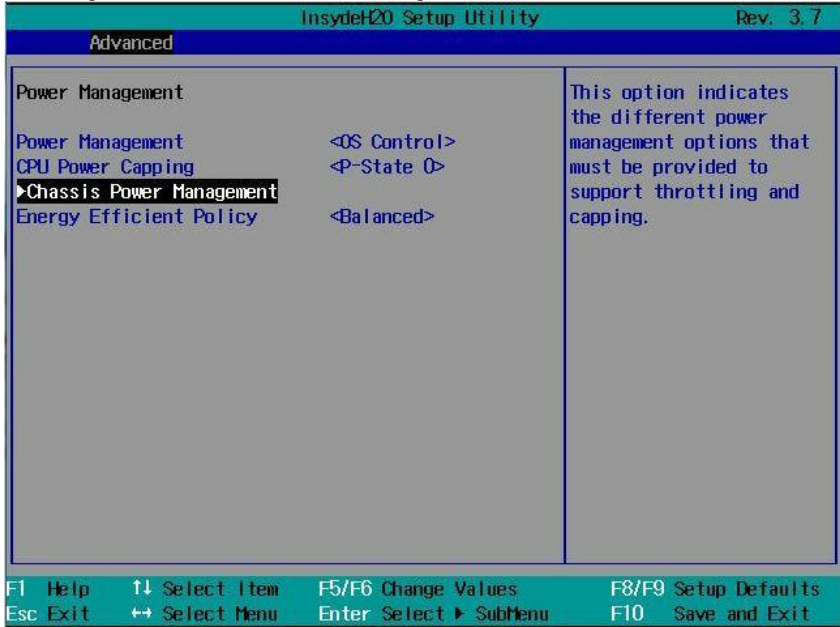 InsydeH2O Setup Utility Rev. 3.7
Advanced
Power Management
Power Management <OS Control>
CPU Power Capping <P-State 0>
▶Chassis Power Management
Energy Efficient Policy <Balanced>
This option indicates
the different power
management options that
must be provided to
support throttling and
capping.
F1 Help ↑↓ Select Item F5/F6 Change Values F8/F9 Setup Defaults
Esc Exit ↔ Select Menu Enter Select ▶ SubMenu F10 Save and Exit